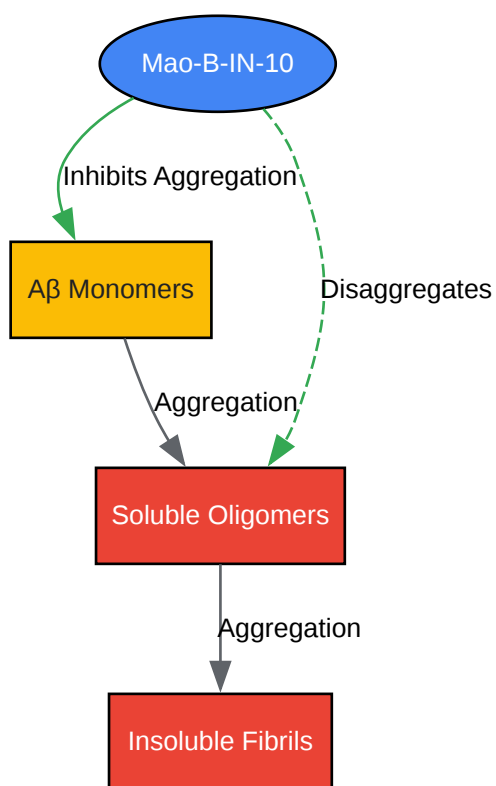 Mao-B-IN-10
Inhibits Aggregation
Disaggregates
Aβ Monomers
Aggregation
Soluble Oligomers
Aggregation
Insoluble Fibrils